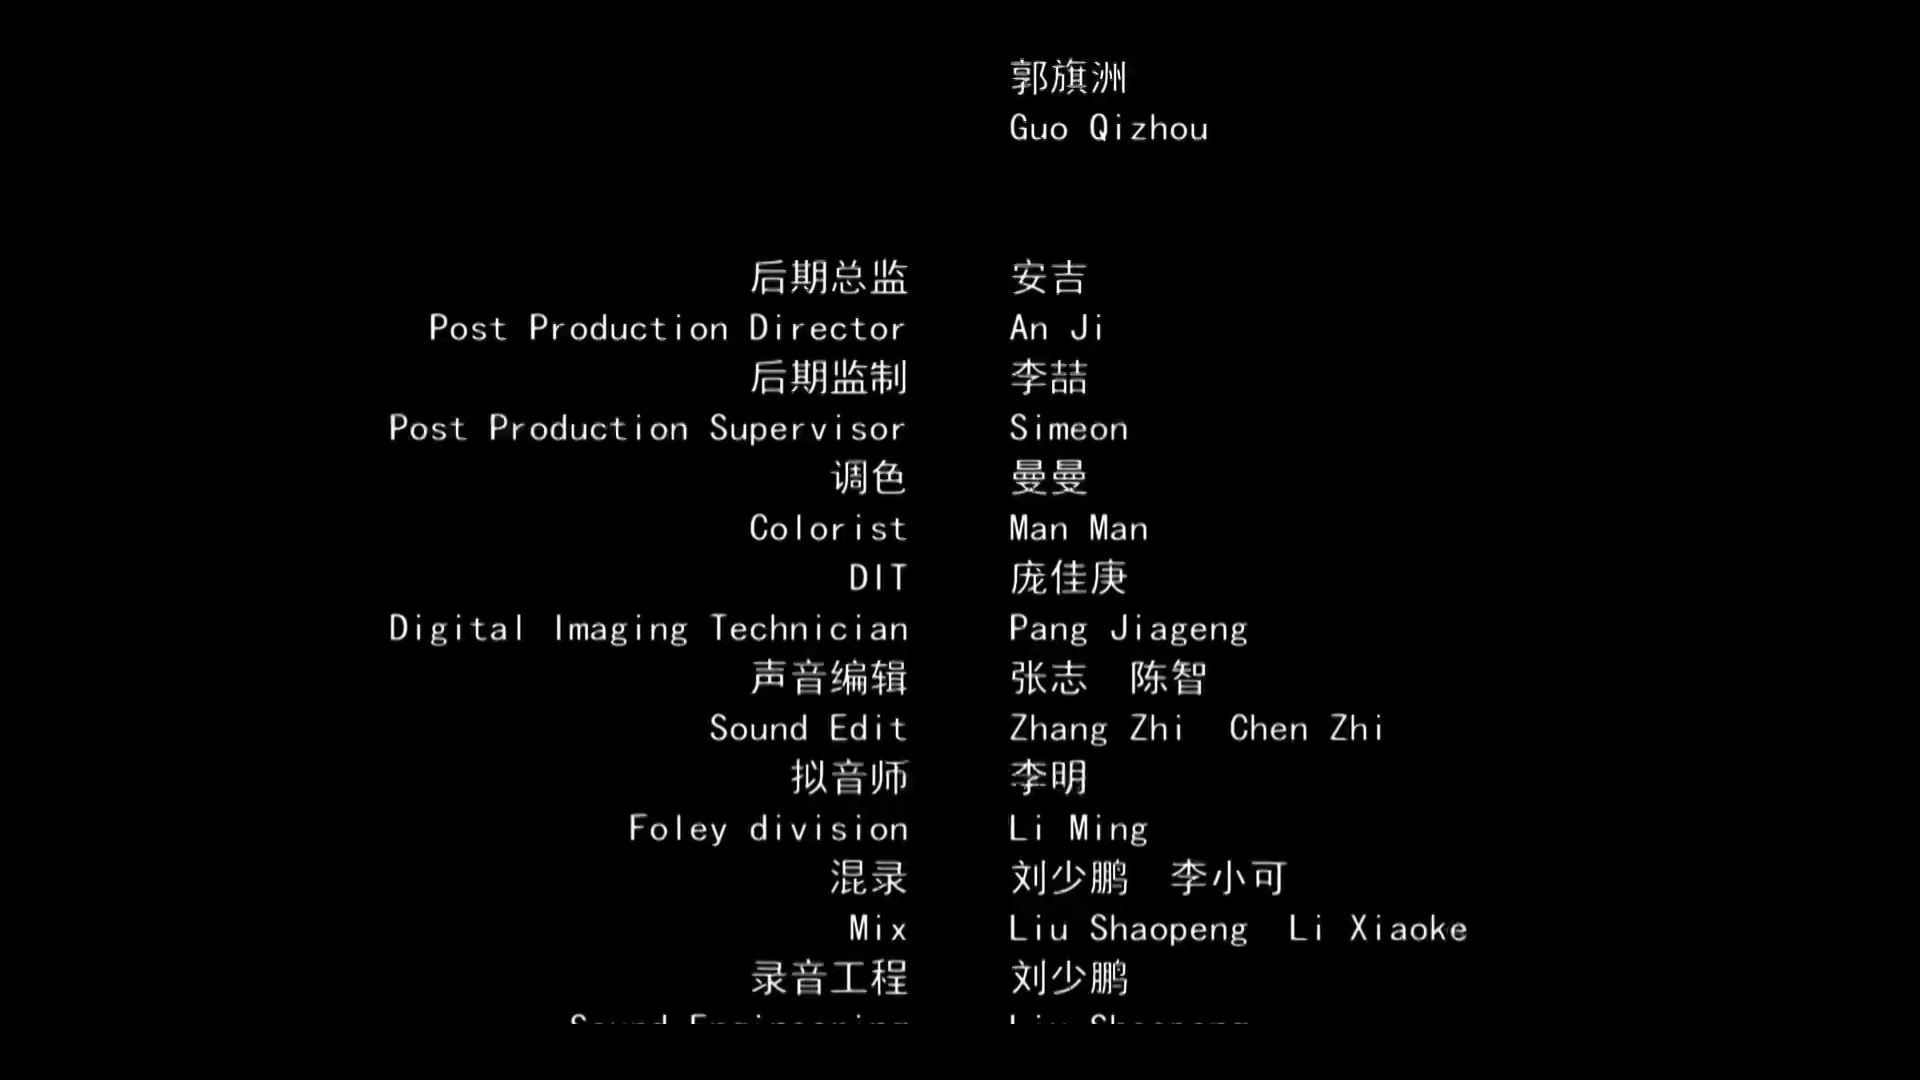 郭旗洲
Guo Qizhou
后期总监 安吉
Post Production Director An Ji
后期监制 李喆
Post Production Supervisor Simeon
调色 曼曼
Colorist Man Man
DIT 庞佳庚
Digital Imaging Technician Pang Jiageng
声音编辑 张志 陈智
Sound Edit Zhang Zhi Chen Zhi
拟音师 李明
Foley division Li Ming
混录 刘少鹏 李小可
Mix Liu Shaopeng Li Xiaoke
录音工程 刘少鹏
Sound Engineering Liu Shaopeng